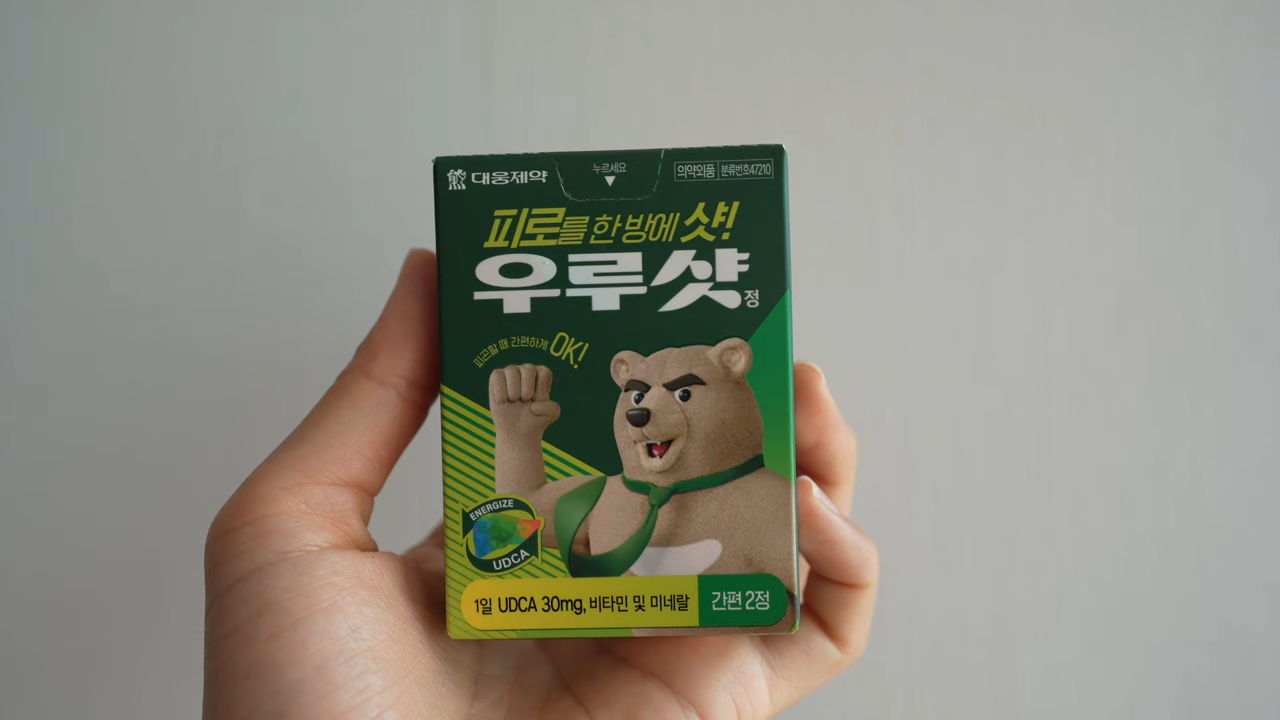 대웅제약
누르세요
의약외품 분류번호47210
피로를 한 방에 샷!
우루샷정
피곤할 때 간편하게 OK!
ENERGIZE
UDCA
1일 UDCA 30mg, 비타민 및 미네랄
간편 2정